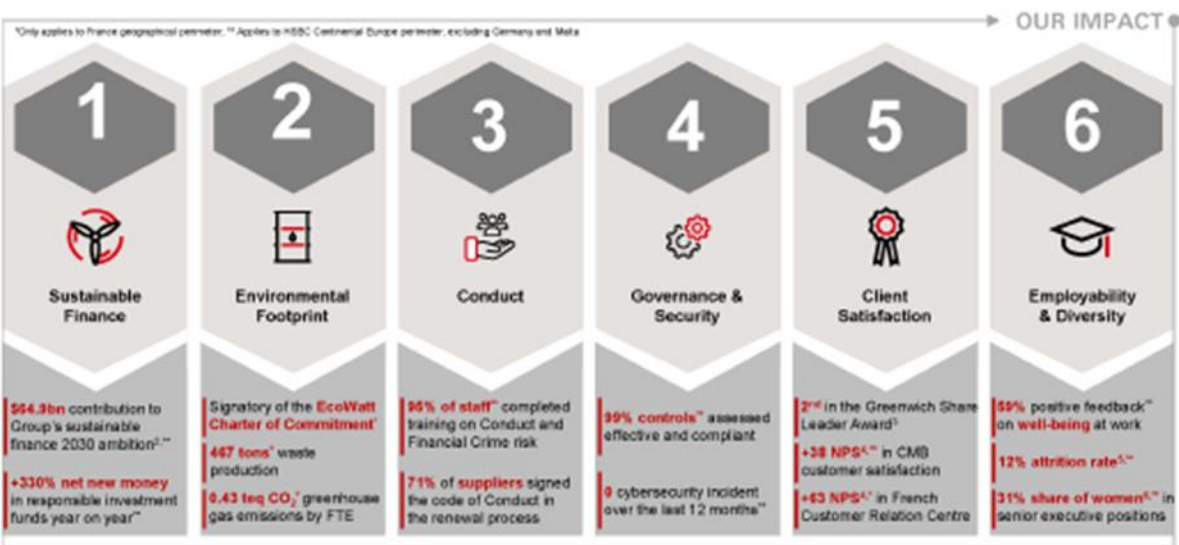 OUR IMPACT
*Only applies to France geographical perimeter, ** Applies to HSBC Continental Europe perimeter, excluding Germany and Malta
1
Sustainable
Finance
$64.9bn contribution to
Group's sustainable
finance 2030 ambition
+330% net new money
in responsible investment
funds year on year**
2
Environmental
Footprint
Signatory of the EcoWatt
Charter of Commitment*
467 tons* waste
production
0.43 teq CO₂* greenhouse
gas emissions by FTE
3
Conduct
completed
training on Conduct and
Financial Crime risk
71% of suppliers signed
the code of Conduct in
the renewal process
4
Governance &
Security
99% controls** assessed
effective and compliant
0 cybersecurity incident
over the last 12 months**
5
Client
Satisfaction
2nd in the Greenwich Share
Leader Award
+38 NPS in CMB
customer satisfaction
+63 NPS in French
Customer Relation Centre
6
Employability
& Diversity
positive feedback**
on well-being at work
12% attrition rate
31% share of women in
senior executive positions